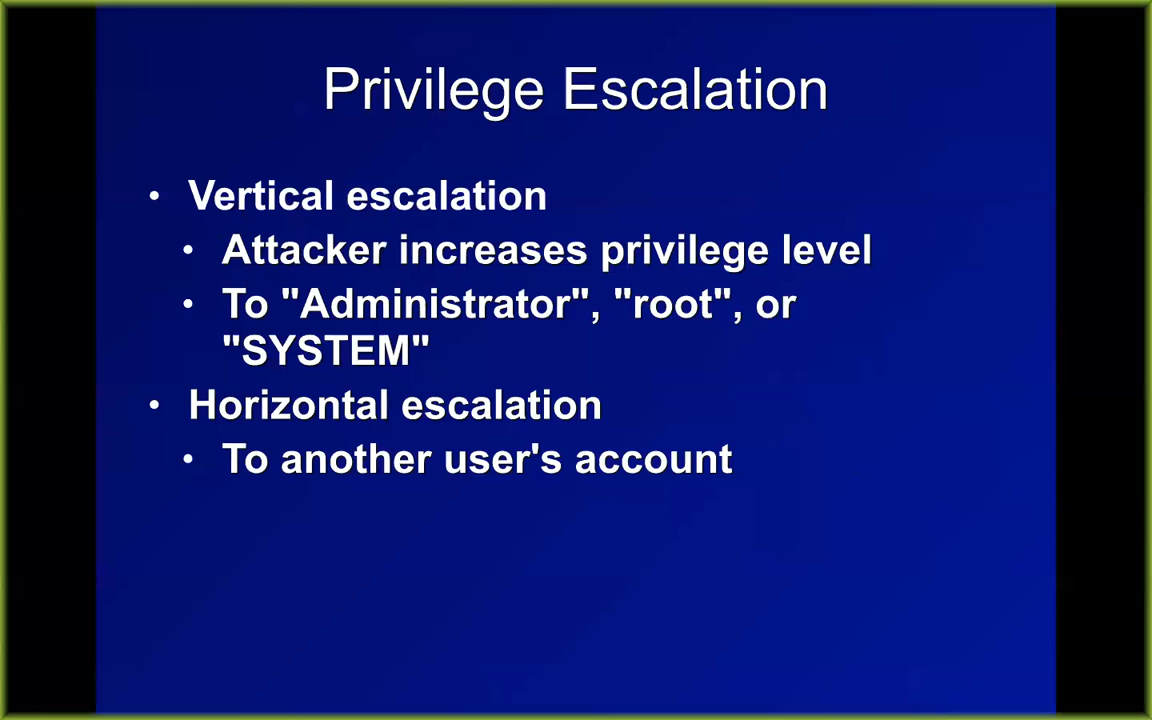 Privilege Escalation
• Vertical escalation
• Attacker increases privilege level
• To "Administrator", "root", or
"SYSTEM"
• Horizontal escalation
• To another user's account